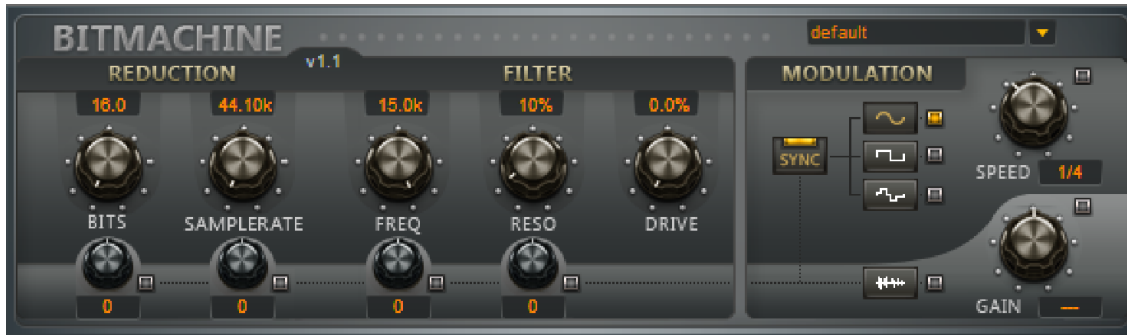 BITMACHINE
default
v1.1
REDUCTION
FILTER
MODULATION
16.0
44.10k
15.0k
10%
0.0%
SYNC
BITS
SAMPLERATE
FREQ
RESO
DRIVE
SPEED
1/4
0
0
0
0
GAIN
---